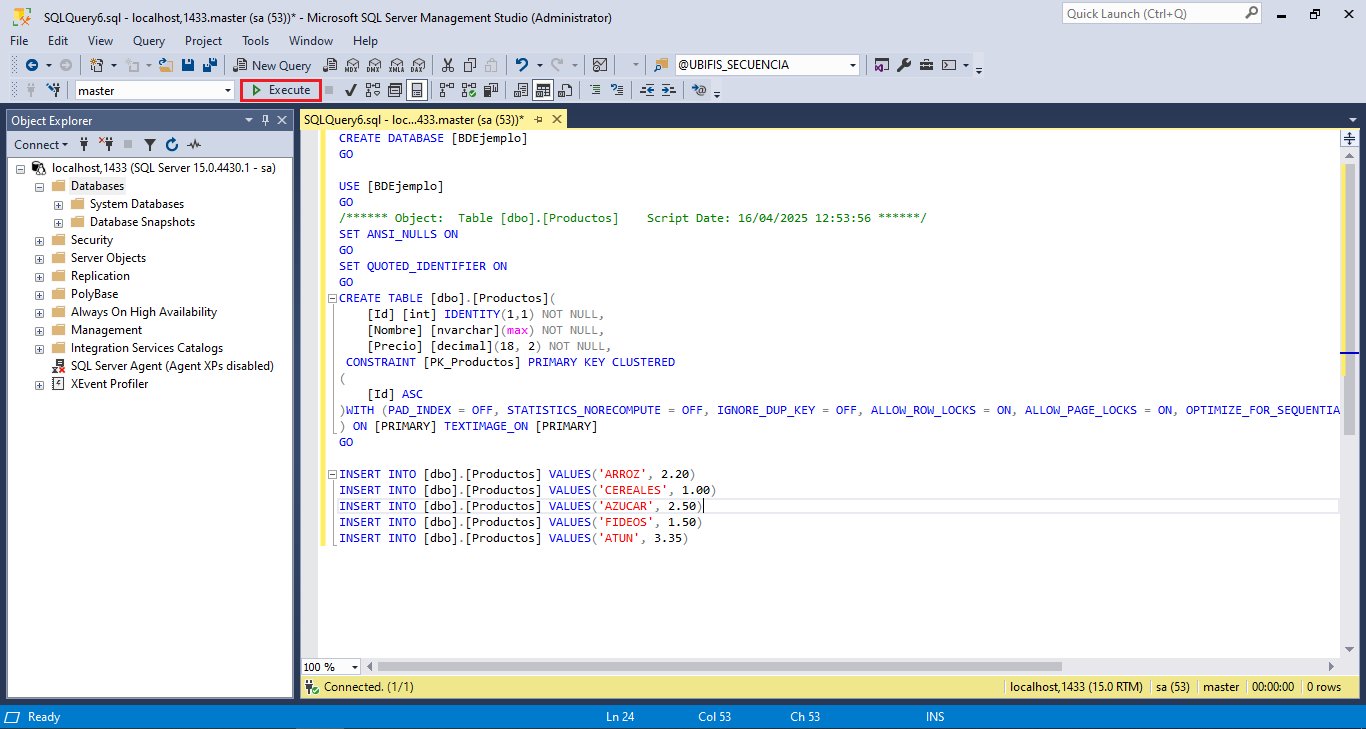 SQLQuery6.sql - localhost,1433.master (sa (53))* - Microsoft SQL Server Management Studio (Administrator)
Quick Launch (Ctrl+Q)
File Edit View Query Project Tools Window Help
New Query MDX DMX XMLA DAX @UBIFIS_SECUENCIA
master Execute
Object Explorer
SQLQuery6.sql - loc...43.master (sa (53))*
Connect
localhost,1433 (SQL Server 15.0.4430.1 - sa)
Databases
System Databases
Database Snapshots
Security
Server Objects
Replication
PolyBase
Always On High Availability
Management
Integration Services Catalogs
SQL Server Agent (Agent XPs disabled)
XEvent Profiler
CREATE DATABASE [BDEjemplo]
GO
USE [BDEjemplo]
GO
/****** Object:  Table [dbo].[Productos]    Script Date: 16/04/2025 12:53:56 ******/
SET ANSI_NULLS ON
GO
SET QUOTED_IDENTIFIER ON
GO
CREATE TABLE [dbo].[Productos](
[Id] [int] IDENTITY(1,1) NOT NULL,
[Nombre] [nvarchar](max) NOT NULL,
[Precio] [decimal](18, 2) NOT NULL,
CONSTRAINT [PK_Productos] PRIMARY KEY CLUSTERED
(
[Id] ASC
)WITH (PAD_INDEX = OFF, STATISTICS_NORECOMPUTE = OFF, IGNORE_DUP_KEY = OFF, ALLOW_ROW_LOCKS = ON, ALLOW_PAGE_LOCKS = ON, OPTIMIZE_FOR_SEQUENTIA
) ON [PRIMARY] TEXTIMAGE_ON [PRIMARY]
GO
INSERT INTO [dbo].[Productos] VALUES('ARROZ', 2.20)
INSERT INTO [dbo].[Productos] VALUES('CEREALES', 1.00)
INSERT INTO [dbo].[Productos] VALUES('AZUCAR', 2.50)
INSERT INTO [dbo].[Productos] VALUES('FIDEOS', 1.50)
INSERT INTO [dbo].[Productos] VALUES('ATUN', 3.35)
100 %
Connected. (1/1) localhost,1433 (15.0 RTM) sa (53) master 00:00:00 0 rows
Ready Ln 24 Col 53 Ch 53 INS